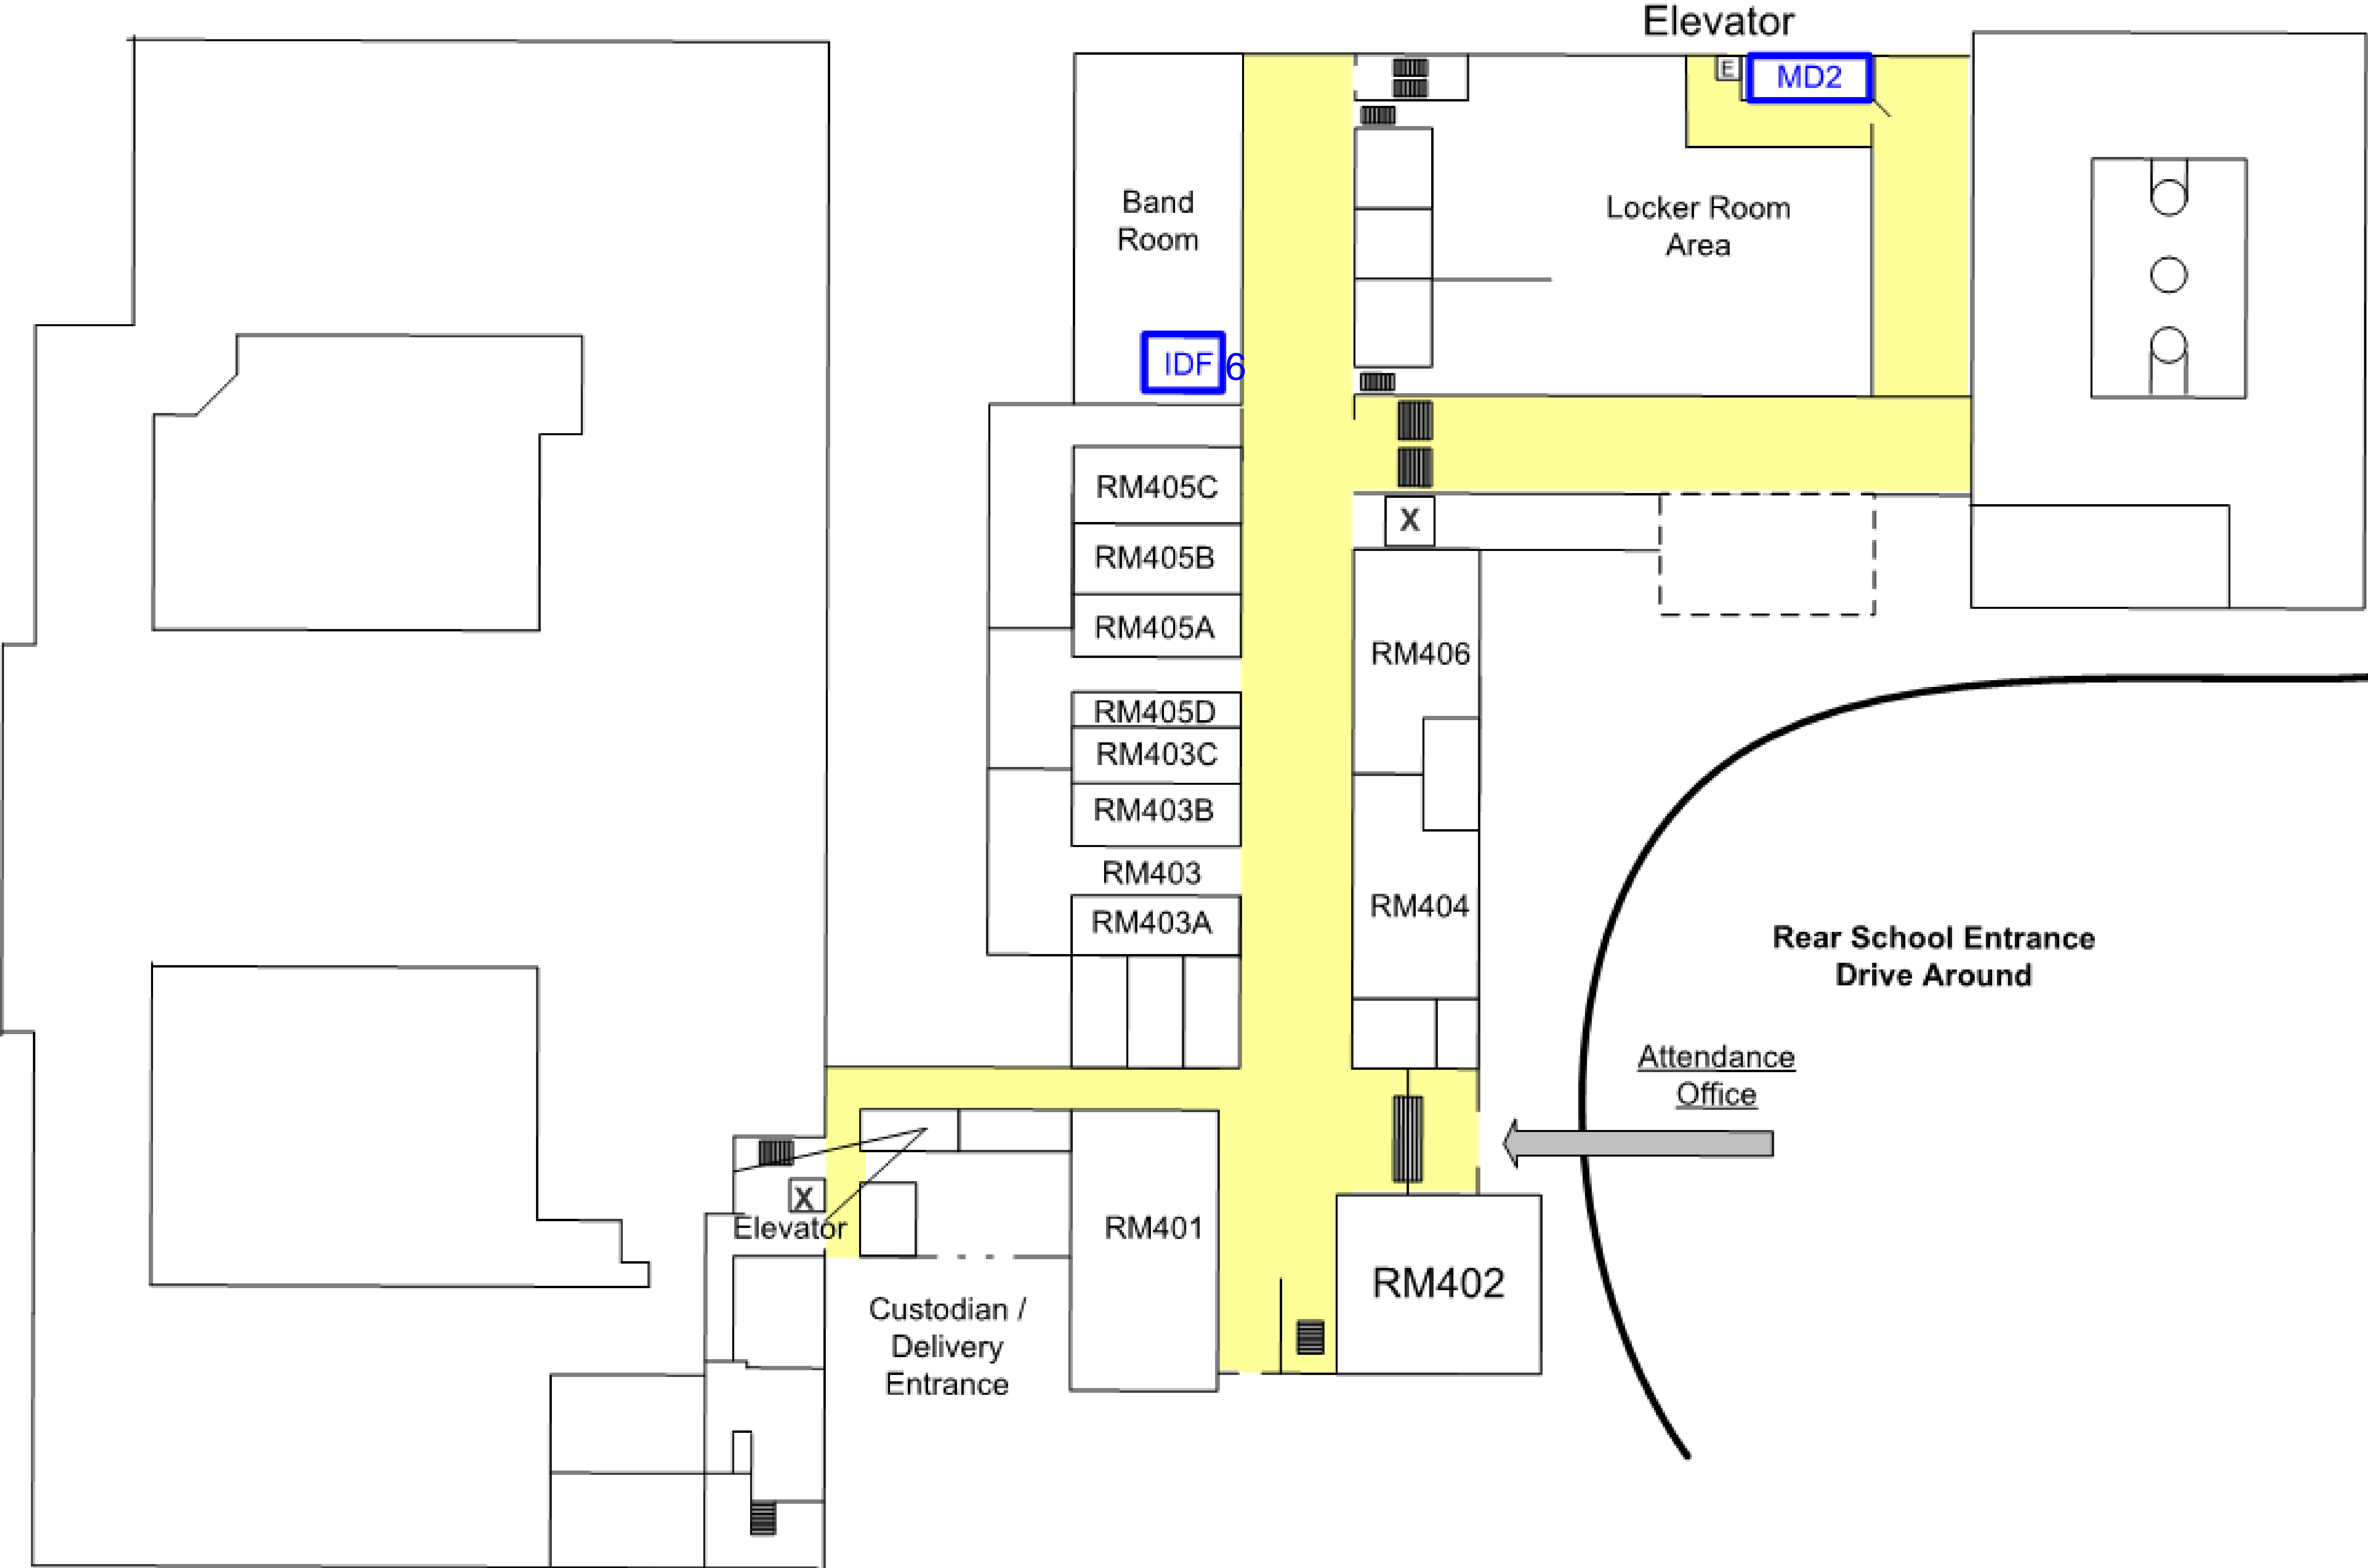 Elevator
E
MD2
Band
Room
Locker Room
Area
IDF 6
RM405C
X
RM405B
RM405A
RM406
RM405D
RM403C
RM403B
RM403
RM404
RM403A
Rear School Entrance
Drive Around
Attendance
Office
X
Elevator
RM401
RM402
Custodian /
Delivery
Entrance